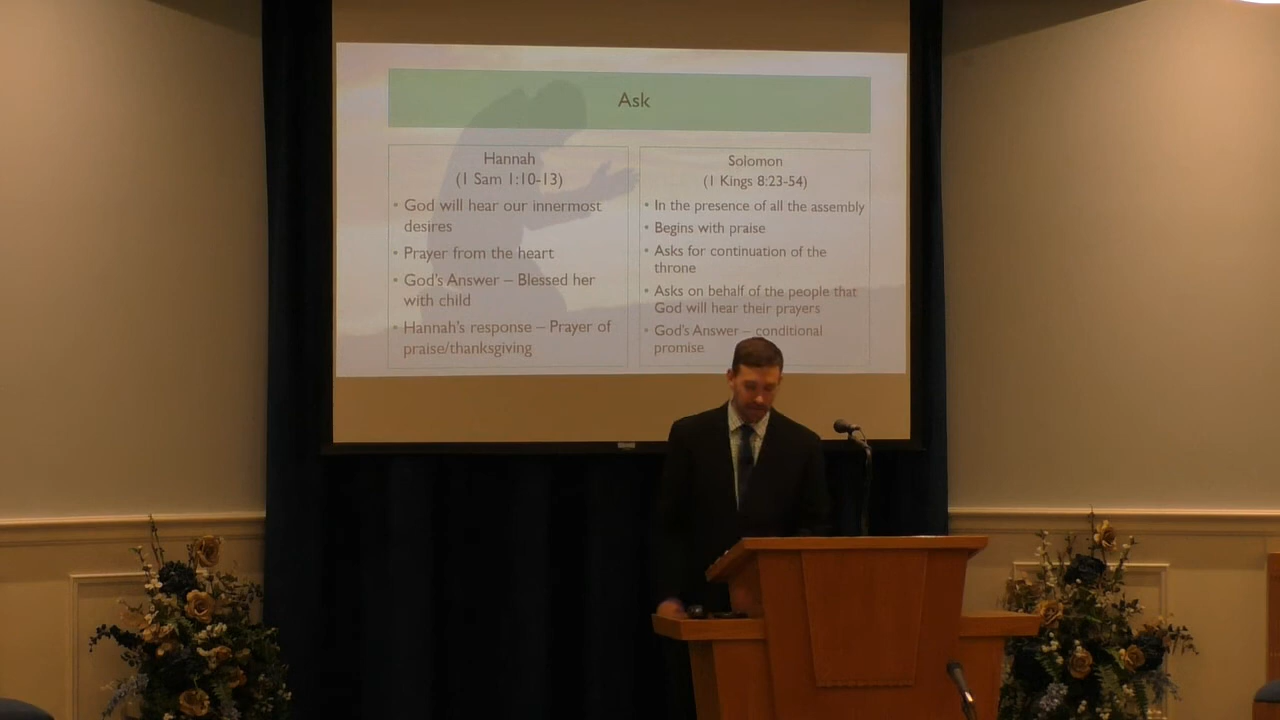 Ask
Hannah
(1 Sam 1:10-13)
• God will hear our innermost
desires
• Prayer from the heart
• God's Answer – Blessed her
with child
• Hannah's response – Prayer of
praise/thanksgiving
Solomon
(1 Kings 8:23-54)
• In the presence of all the assembly
• Begins with praise
• Asks for continuation of the
throne
• Asks on behalf of the people that
God will hear their prayers
• God's Answer – conditional
promise